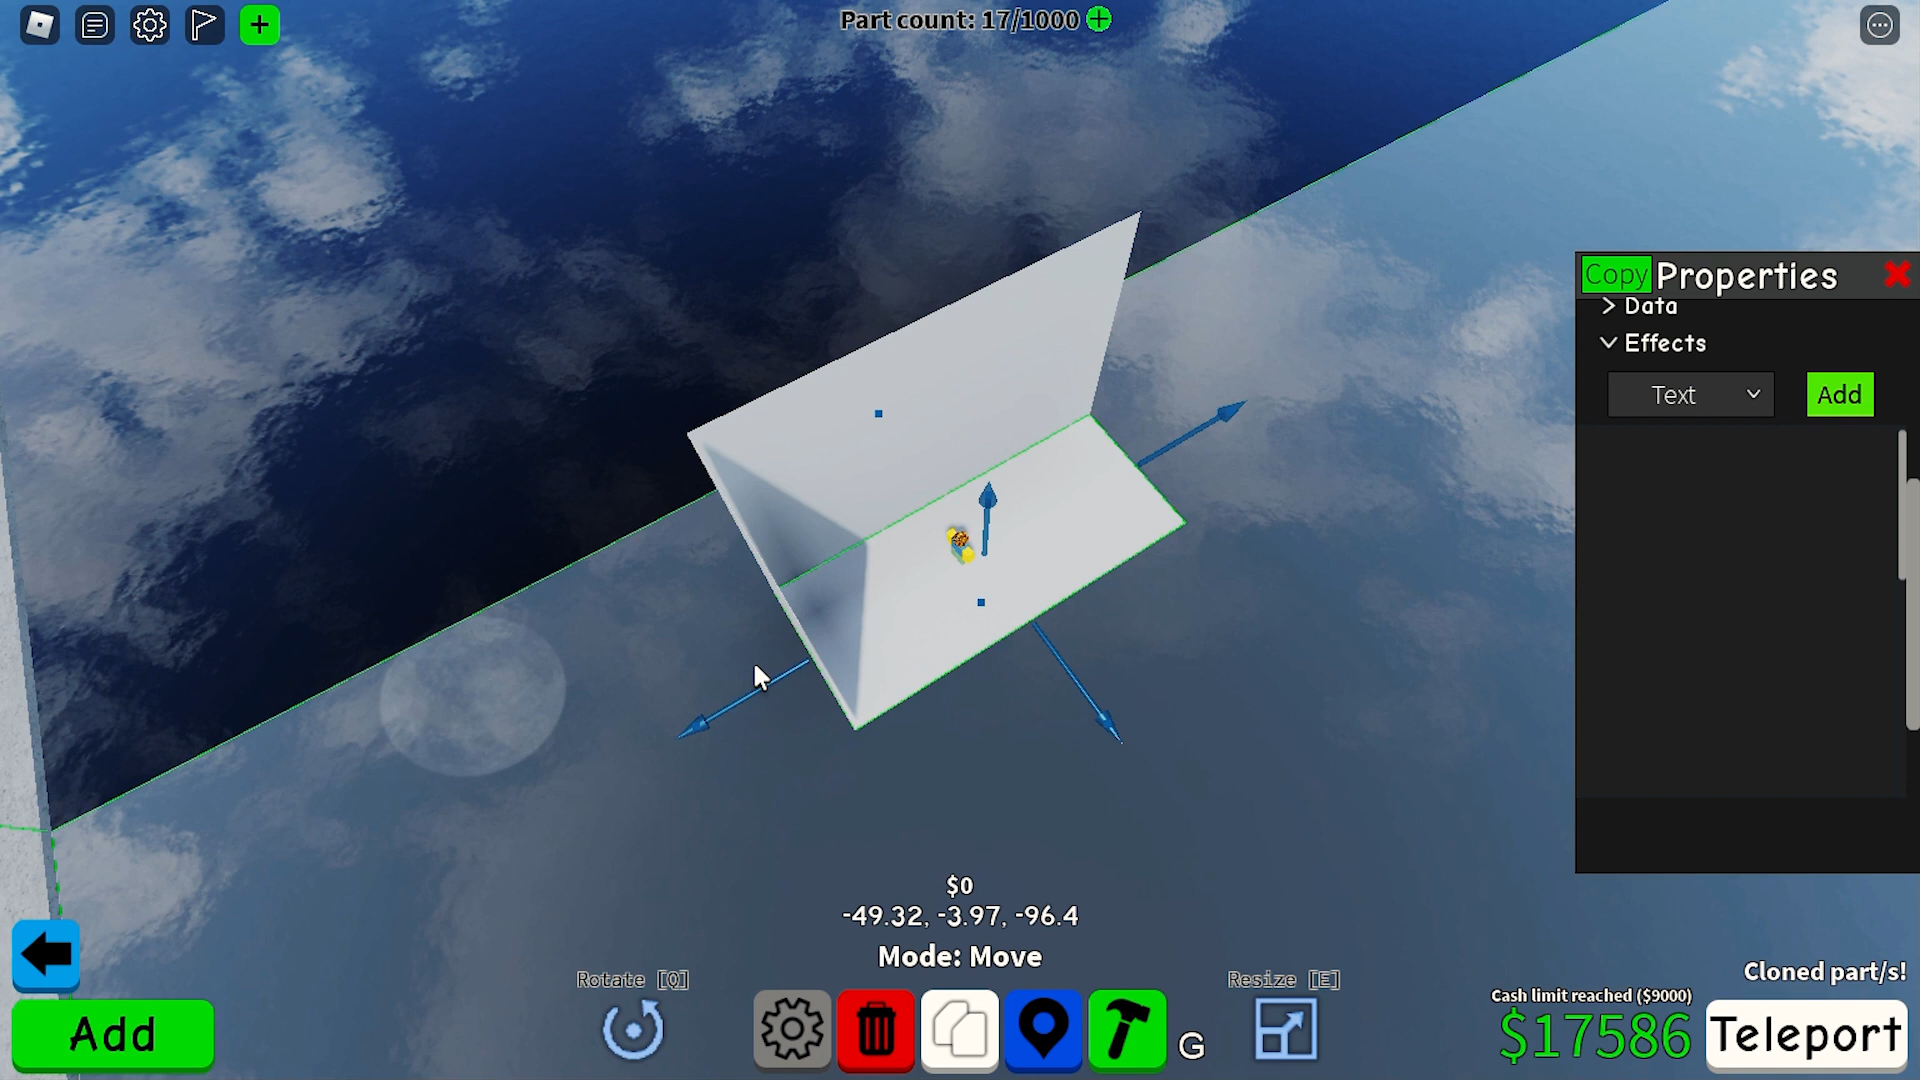 Part count: 17/1000
Copy Properties
Data
Effects
Text
Add
$0
-49.32, -3.97, -96.4
Mode: Move
Rotate [Q]
Resize [E]
G
Add
Cloned part/s!
Cash limit reached ($9000)
$17586
Teleport